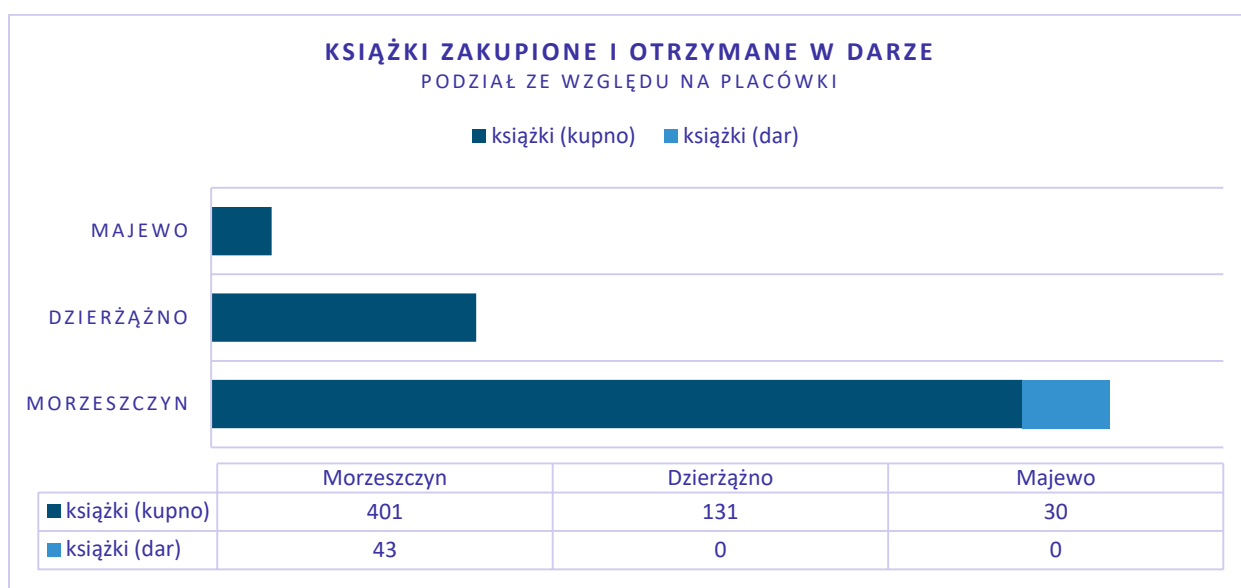 KSIĄŻKI ZAKUPIONE I OTRZYMANE W DARZE
PODZIAŁ ZE WZGLĘDU NA PLACÓWKI
książki (kupno) książki (dar)
MAJEWO
DZIERŻĄŻNO
MORZESZCZYN
Morzeszczyn Dzierżążno Majewo
książki (kupno) 401 131 30
książki (dar) 43 0 0